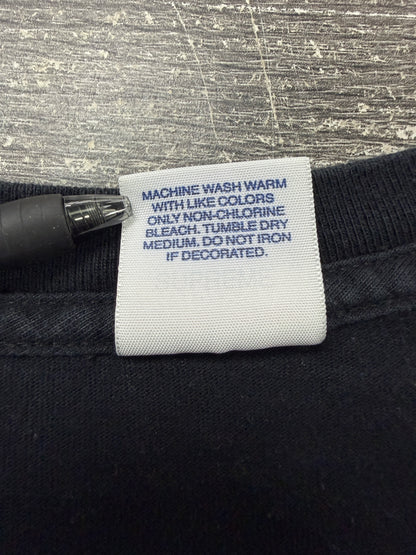 MACHINE WASH WARM
WITH LIKE COLORS
ONLY NON-CHLORINE
BLEACH. TUMBLE DRY
MEDIUM. DO NOT IRON
IF DECORATED.